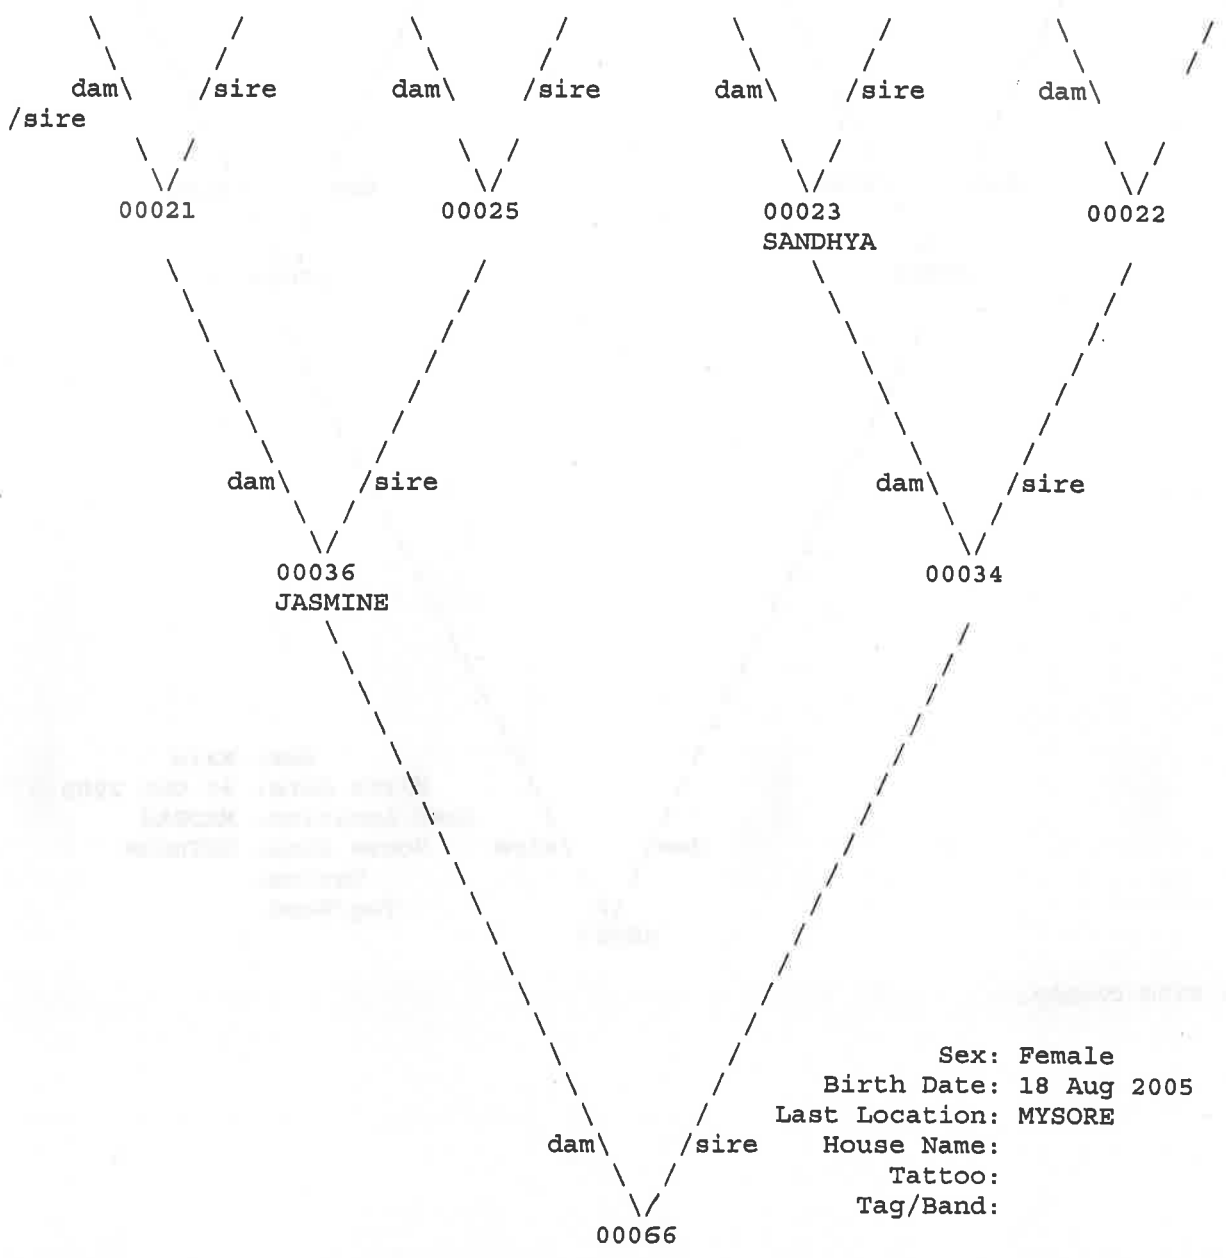 dam\ /sire dam\ /sire dam\ /sire dam\
/sire
00021 00025 00023 00022
SANDHYA
dam\ /sire dam\ /sire
00036 00034
JASMINE
Sex: Female
Birth Date: 18 Aug 2005
Last Location: MYSORE
dam\ /sire House Name:
Tattoo:
Tag/Band:
00066